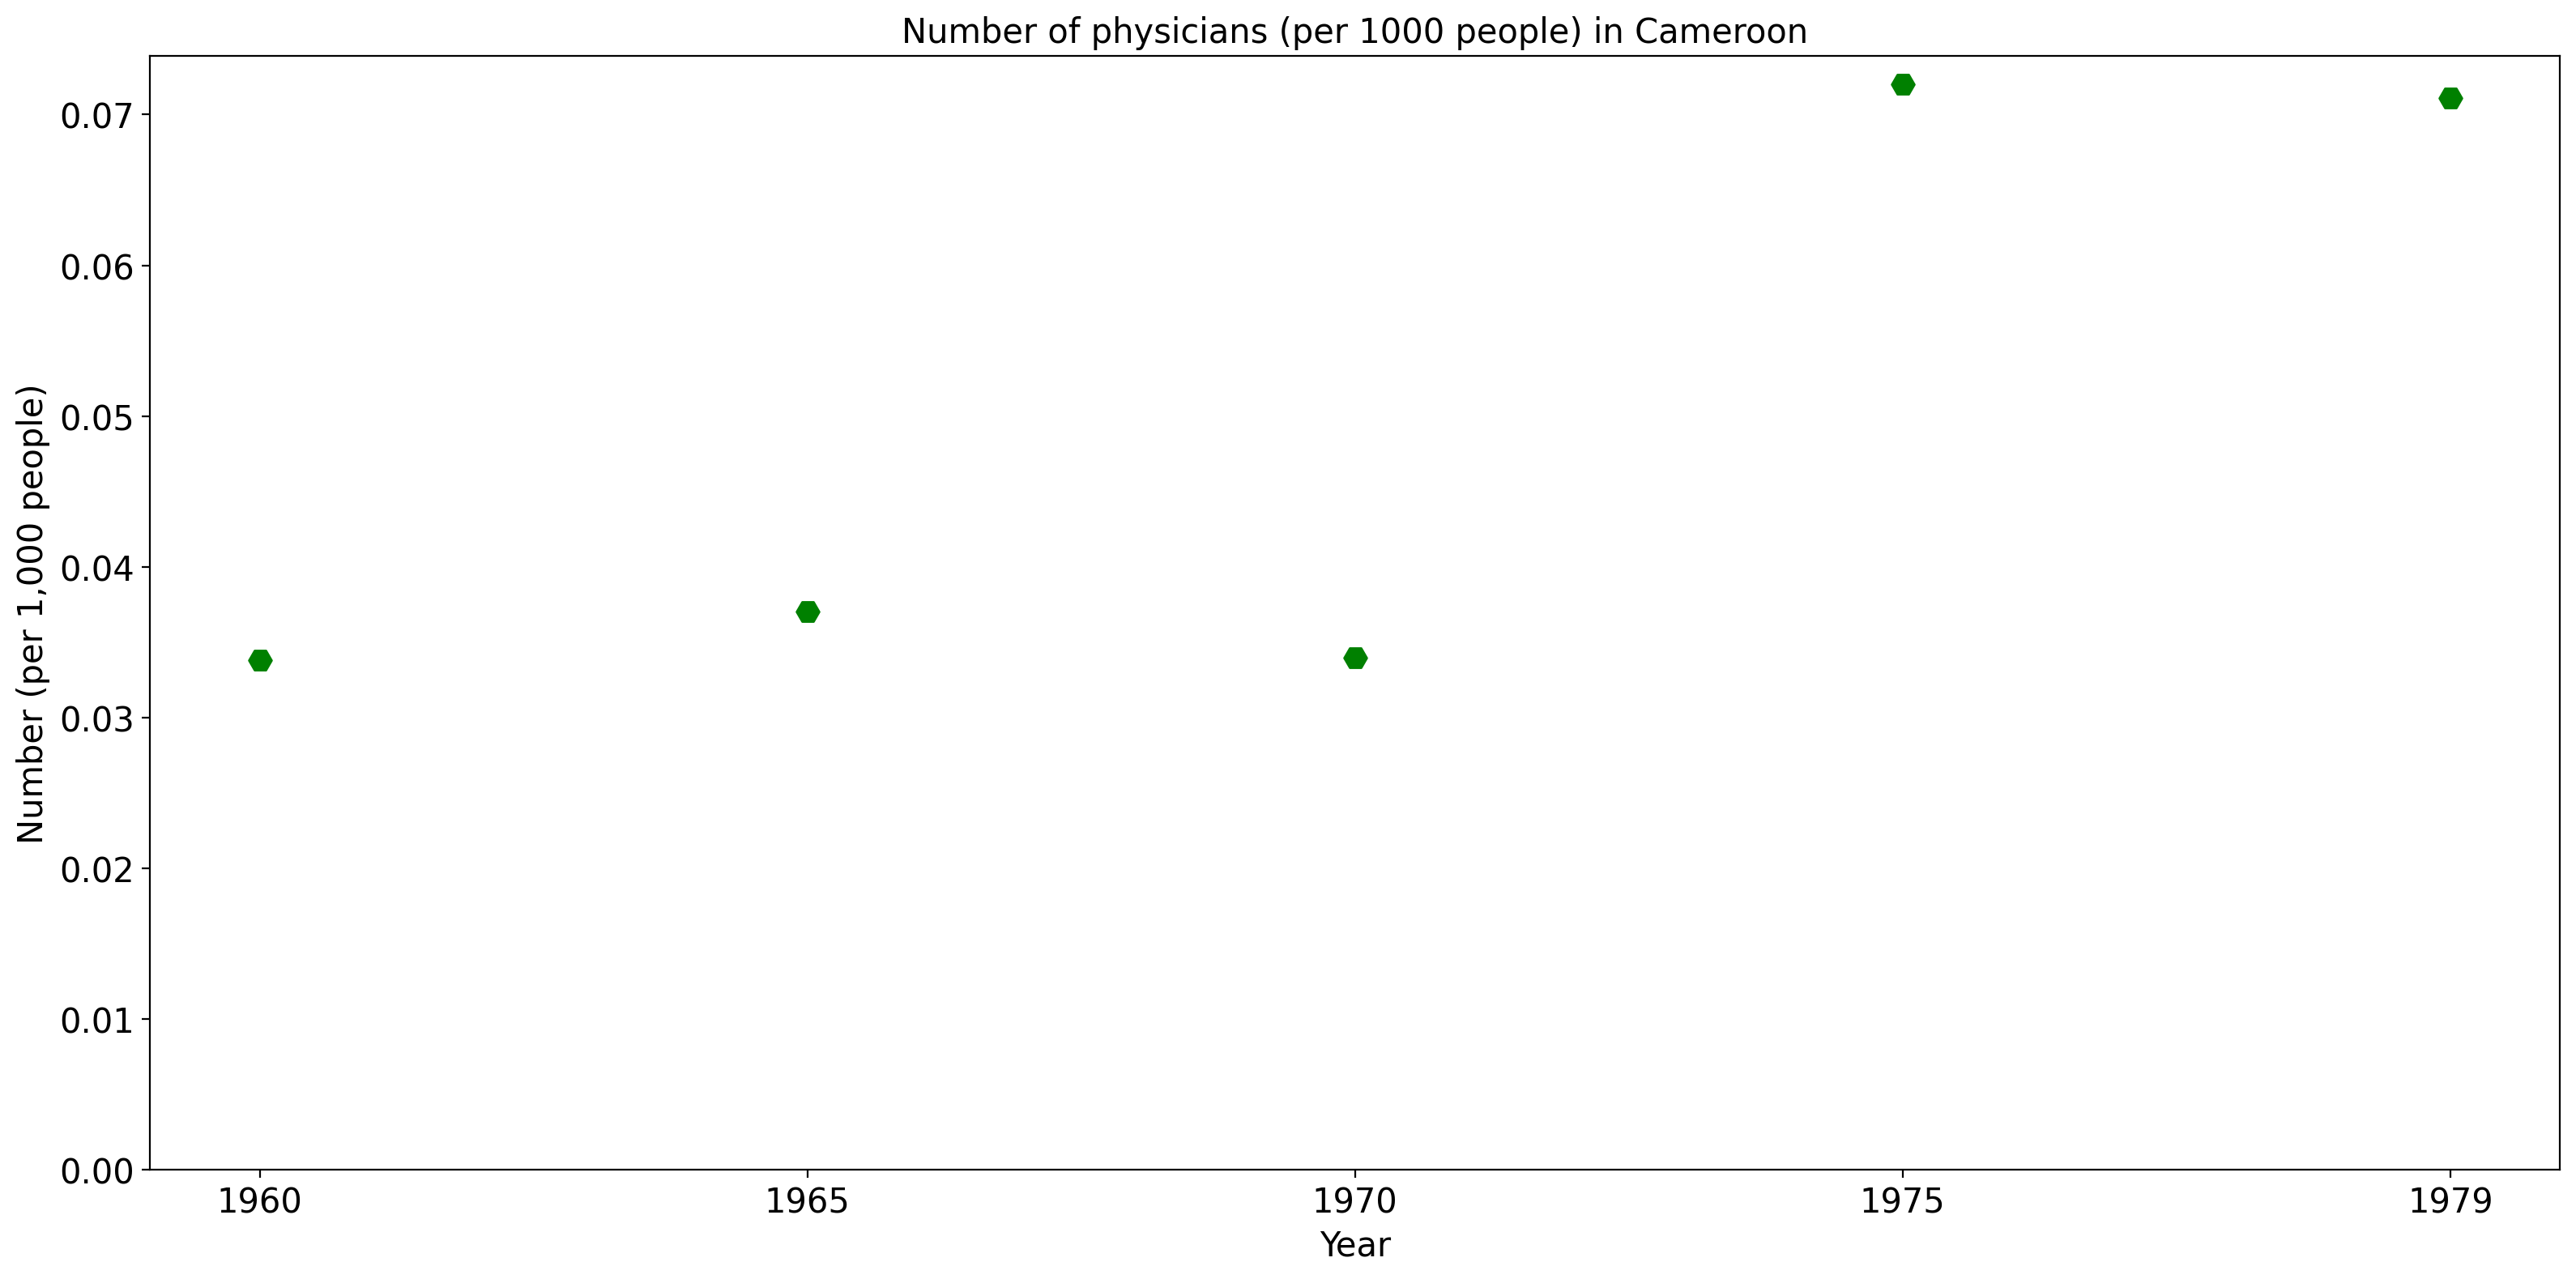 Number of physicians (per 1000 people) in Cameroon
Number (per 1,000 people)
0.07
0.06
0.05
0.04
0.03
0.02
0.01
0.00
1960 1965 1970 1975 1979
Year